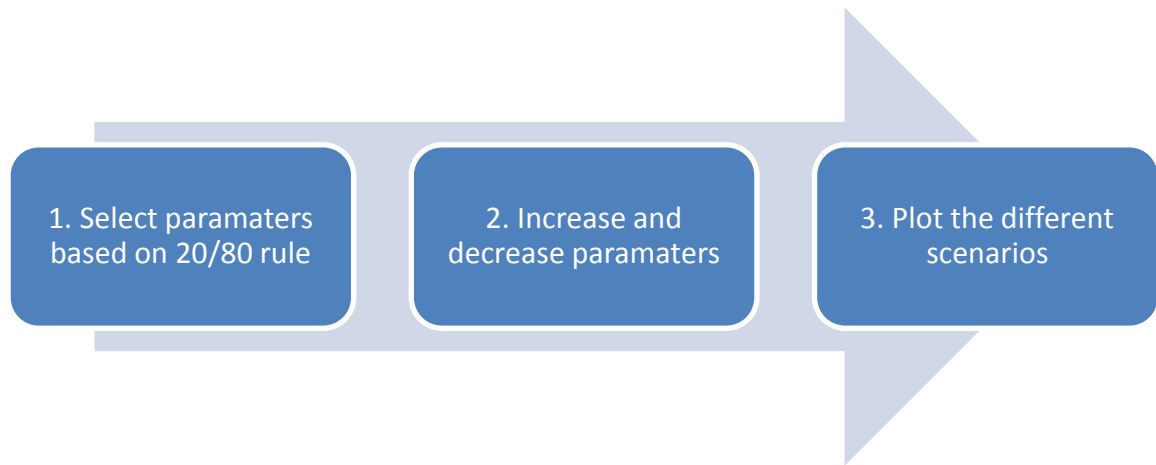 1. Select paramaters
based on 20/80 rule
2. Increase and
decrease paramaters
3. Plot the different
scenarios